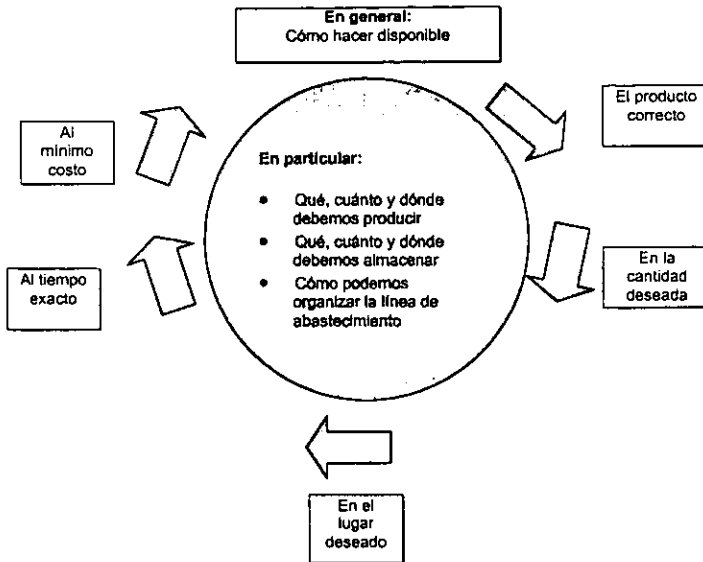 En general:
Cómo hacer disponible
El producto
correcto
En la
cantidad
deseada
En el
lugar
deseado
Al tiempo
exacto
Al
mínimo
costo
En particular:
• Qué, cuánto y dónde
debemos producir
• Qué, cuánto y dónde
debemos almacenar
• Cómo podemos
organizar la línea de
abastecimiento